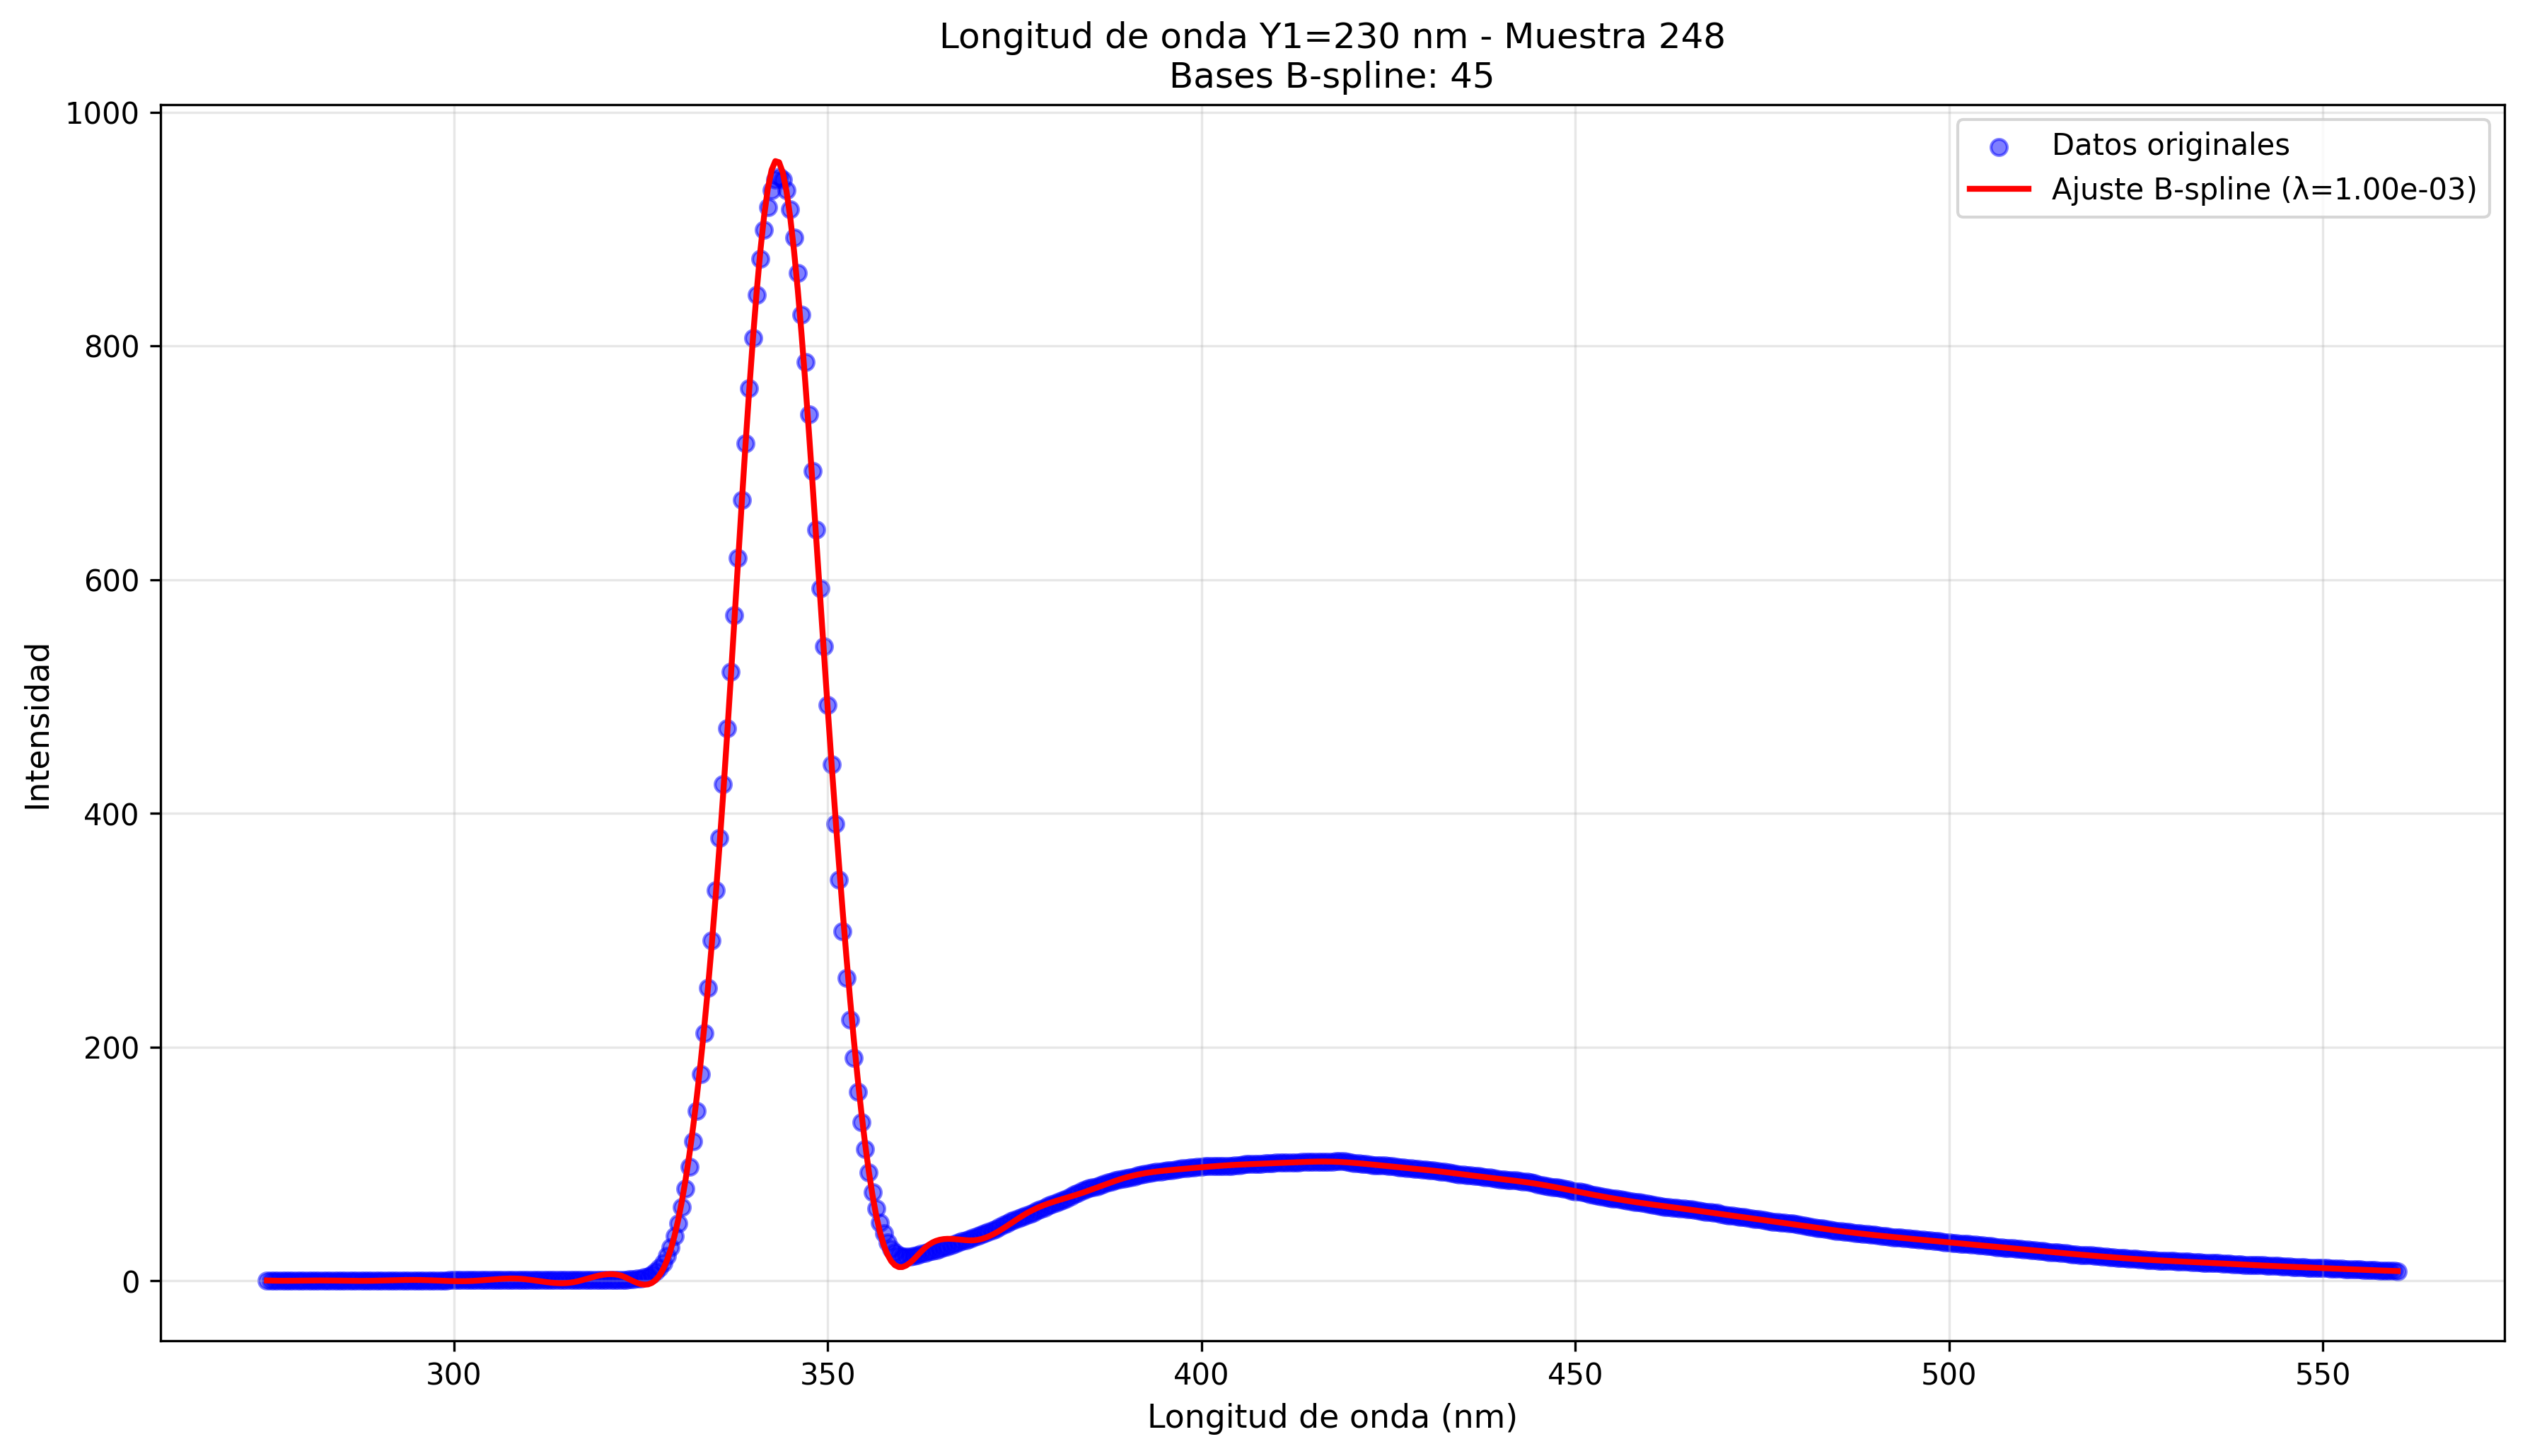 Longitud de onda Y1=230 nm - Muestra 248
Bases B-spline: 45
1000
800
600
400
200
0
Intensidad
Datos originales
Ajuste B-spline (λ=1.00e-03)
300
350
400
450
500
550
Longitud de onda (nm)